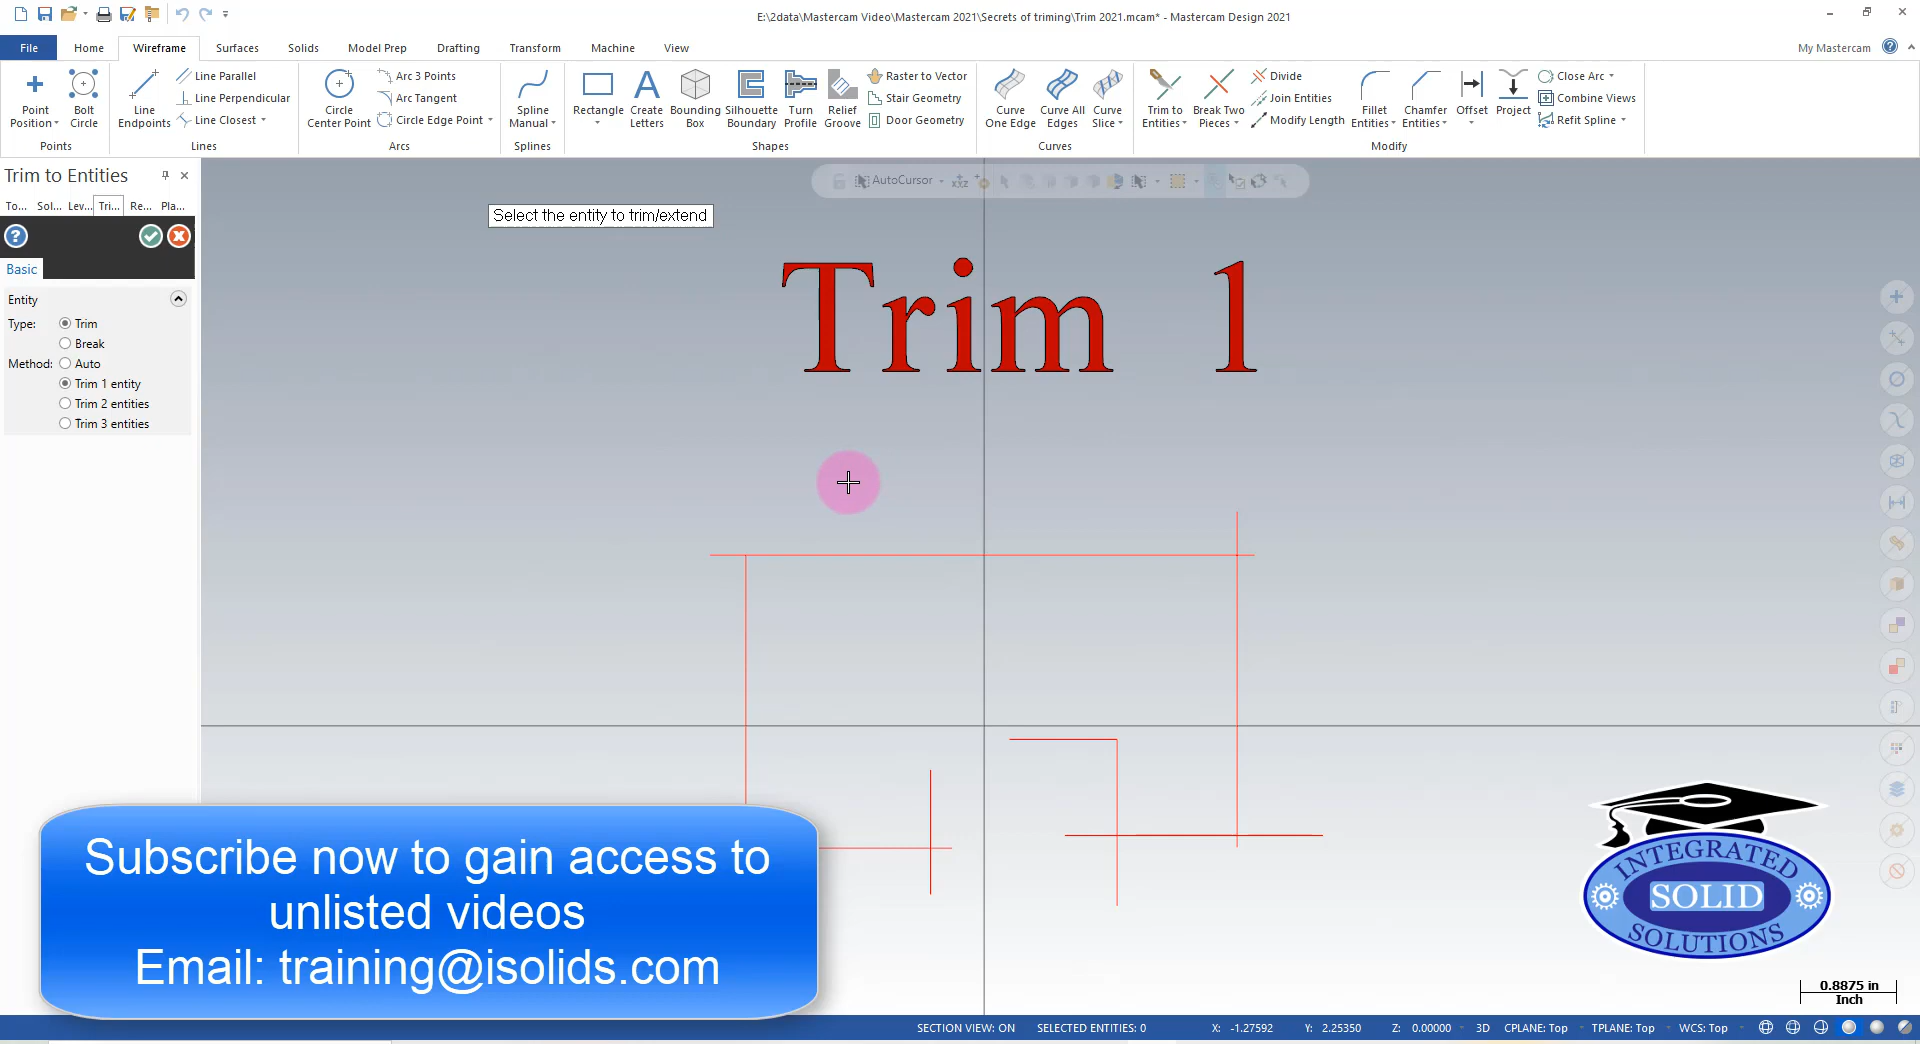 E:\2data\Mastercam Video\Mastercam 2021\Secrets of triming\Trim 2021.mcam* - Mastercam Design 2021
File Home Wireframe Surfaces Solids Model Prep Drafting Transform Machine View My Mastercam
Point Position
Bolt Circle
Points
Line Endpoints
Line Parallel
Line Perpendicular
Line Closest
Lines
Circle Center Point
Arc 3 Points
Arc Tangent
Circle Edge Point
Arcs
Spline Manual
Splines
Rectangle
Create Letters
Bounding Box
Silhouette Boundary
Turn Profile
Relief Groove
Raster to Vector
Stair Geometry
Door Geometry
Shapes
Curve One Edge
Curve All Edges
Curve Slice
Curves
Trim to Entities
Break Two Pieces
Divide
Join Entities
Modify Length
Fillet Entities
Chamfer Entities
Offset
Project
Close Arc
Combine Views
Refit Spline
Modify
Trim to Entities
To... Sol... Lev... Tri... Re... Pla...
Basic
Entity
Type: Trim
Break
Method: Auto
Trim 1 entity
Trim 2 entities
Trim 3 entities
AutoCursor
Select the entity to trim/extend
Trim 1
Subscribe now to gain access to
unlisted videos
Email: training@isolids.com
INTEGRATED
SOLID
SOLUTIONS
0.8875 in
Inch
SECTION VIEW: ON SELECTED ENTITIES: 0 X: -1.27592 Y: 2.25350 Z: 0.00000 3D CPLANE: Top TPLANE: Top WCS: Top